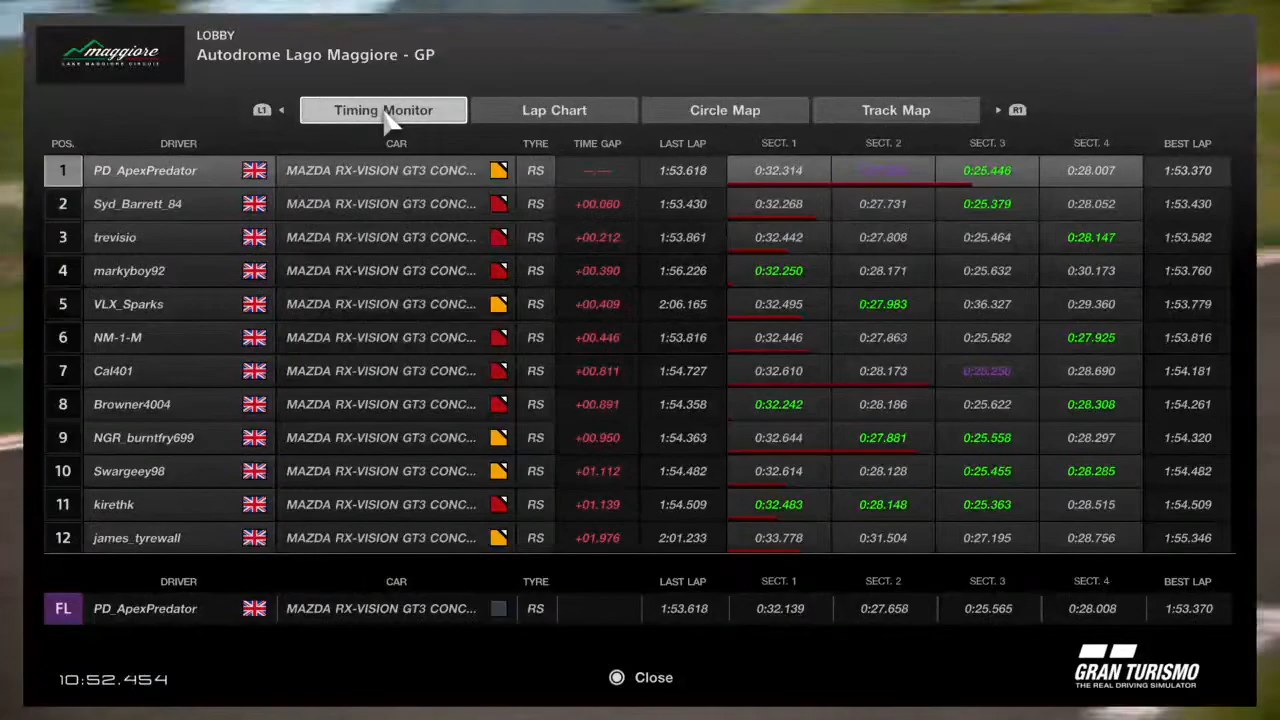 maggiore
LAKE MAGGIORE CIRCUIT
LOBBY
Autodrome Lago Maggiore - GP
L1 Timing Monitor Lap Chart Circle Map Track Map R1
POS. DRIVER CAR TYRE TIME GAP LAST LAP SECT. 1 SECT. 2 SECT. 3 SECT. 4 BEST LAP
1 PD_ApexPredator MAZDA RX-VISION GT3 CONC... RS --.--- 1:53.618 0:32.314 0:25.446 0:28.007 1:53.370
2 Syd_Barrett_84 MAZDA RX-VISION GT3 CONC... RS +00.060 1:53.430 0:32.268 0:27.731 0:25.379 0:28.052 1:53.430
3 trevisio MAZDA RX-VISION GT3 CONC... RS +00.212 1:53.861 0:32.442 0:27.808 0:25.464 0:28.147 1:53.582
4 markyboy92 MAZDA RX-VISION GT3 CONC... RS +00.390 1:56.226 0:32.250 0:28.171 0:25.632 0:30.173 1:53.760
5 VLX_Sparks MAZDA RX-VISION GT3 CONC... RS +00.409 2:06.165 0:32.495 0:27.983 0:36.327 0:29.360 1:53.779
6 NM-1-M MAZDA RX-VISION GT3 CONC... RS +00.446 1:53.816 0:32.446 0:27.863 0:25.582 0:27.925 1:53.816
7 Cal401 MAZDA RX-VISION GT3 CONC... RS +00.811 1:54.727 0:32.610 0:28.173 0:25.250 0:28.690 1:54.181
8 Browner4004 MAZDA RX-VISION GT3 CONC... RS +00.891 1:54.358 0:32.242 0:28.186 0:25.622 0:28.308 1:54.261
9 NGR_burntfry699 MAZDA RX-VISION GT3 CONC... RS +00.950 1:54.363 0:32.644 0:27.881 0:25.558 0:28.297 1:54.320
10 Swargeey98 MAZDA RX-VISION GT3 CONC... RS +01.112 1:54.482 0:32.614 0:28.128 0:25.455 0:28.285 1:54.482
11 kirethk MAZDA RX-VISION GT3 CONC... RS +01.139 1:54.509 0:32.483 0:28.148 0:25.363 0:28.515 1:54.509
12 james_tyrewall MAZDA RX-VISION GT3 CONC... RS +01.976 2:01.233 0:33.778 0:31.504 0:27.195 0:28.756 1:55.346
DRIVER CAR TYRE LAST LAP SECT. 1 SECT. 2 SECT. 3 SECT. 4 BEST LAP
FL PD_ApexPredator MAZDA RX-VISION GT3 CONC... RS 1:53.618 0:32.139 0:27.658 0:25.565 0:28.008 1:53.370
10:52.454
Close
GRAN TURISMO
THE REAL DRIVING SIMULATOR